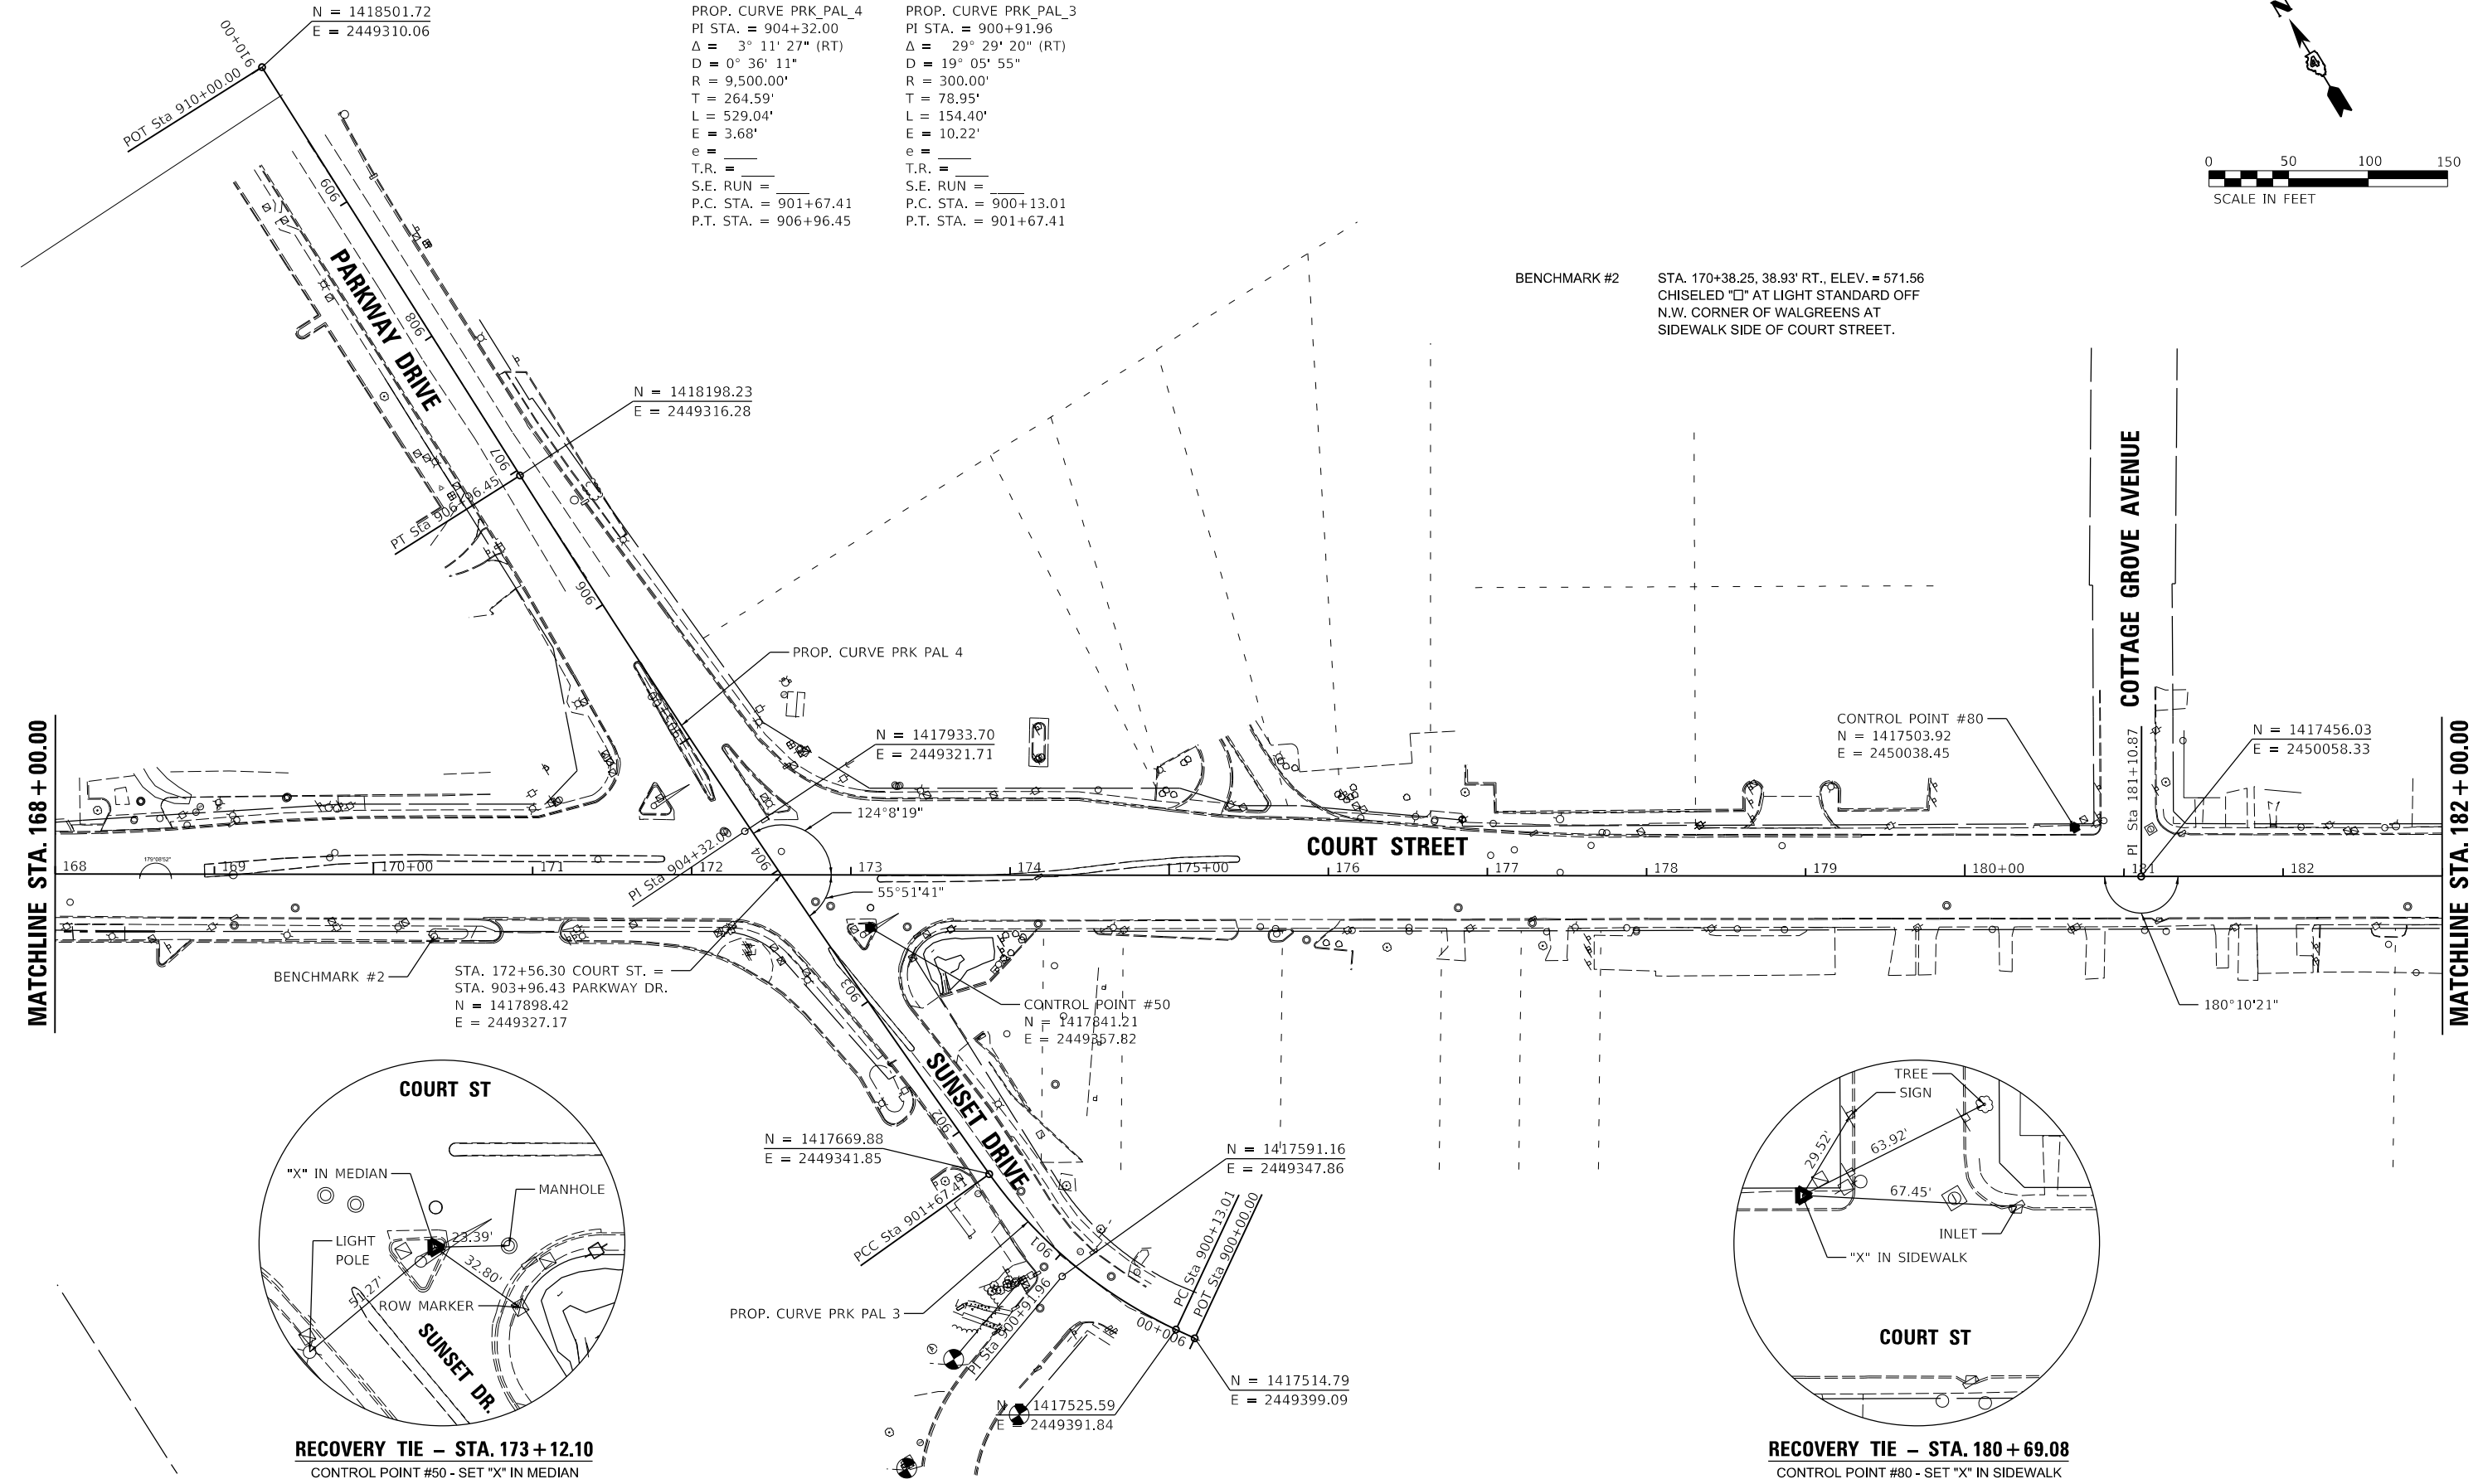 N = 1418501.72
E = 2449310.06
910+00
POT Sta 910+00.00
PROP. CURVE PRK_PAL_4
PI STA. = 904+32.00
Δ = 3° 11' 27" (RT)
D = 0° 36' 11"
R = 9,500.00'
T = 264.59'
L = 529.04'
E = 3.68'
e = ____
T.R. = ____
S.E. RUN = ____
P.C. STA. = 901+67.41
P.T. STA. = 906+96.45
PROP. CURVE PRK_PAL_3
PI STA. = 900+91.96
Δ = 29° 29' 20" (RT)
D = 19° 05' 55"
R = 300.00'
T = 78.95'
L = 154.40'
E = 10.22'
e = ____
T.R. = ____
S.E. RUN = ____
P.C. STA. = 900+13.01
P.T. STA. = 901+67.41
N
0 50 100 150
SCALE IN FEET
BENCHMARK #2
STA. 170+38.25, 38.93' RT., ELEV. = 571.56
CHISELED "□" AT LIGHT STANDARD OFF
N.W. CORNER OF WALGREENS AT
SIDEWALK SIDE OF COURT STREET.
909
PARKWAY DRIVE
908
N = 1418198.23
E = 2449316.28
907
PT Sta 906+96.45
906
PROP. CURVE PRK PAL 4
N = 1417933.70
E = 2449321.71
124°8'19"
PI Sta 904+32.00
904
55°51'41"
COURT STREET
COTTAGE GROVE AVENUE
CONTROL POINT #80
N = 1417503.92
E = 2450038.45
PI Sta 181+10.87
N = 1417456.03
E = 2450058.33
MATCHLINE STA. 168+00.00
MATCHLINE STA. 182+00.00
179°08'52"
168 169 170+00 171 172 173 174 175+00 176 177 178 179 180+00 181 182
180°10'21"
BENCHMARK #2
STA. 172+56.30 COURT ST. =
STA. 903+96.43 PARKWAY DR.
N = 1417898.42
E = 2449327.17
903
CONTROL POINT #50
N = 1417841.21
E = 2449357.82
SUNSET DRIVE
902
N = 1417669.88
E = 2449341.85
PCC Sta 901+67.41
N = 1417591.16
E = 2449347.86
901
PROP. CURVE PRK PAL 3
PI Sta 900+91.96
PC Sta 900+13.01
POT Sta 900+00.00
900+00
N = 1417525.59
E = 2449391.84
N = 1417514.79
E = 2449399.09
COURT ST
"X" IN MEDIAN
MANHOLE
LIGHT
POLE
23.39'
32.80'
51.27'
ROW MARKER
SUNSET DR.
RECOVERY TIE – STA. 173+12.10
CONTROL POINT #50 - SET "X" IN MEDIAN
TREE
SIGN
29.52'
63.92'
67.45'
INLET
"X" IN SIDEWALK
COURT ST
RECOVERY TIE – STA. 180+69.08
CONTROL POINT #80 - SET "X" IN SIDEWALK